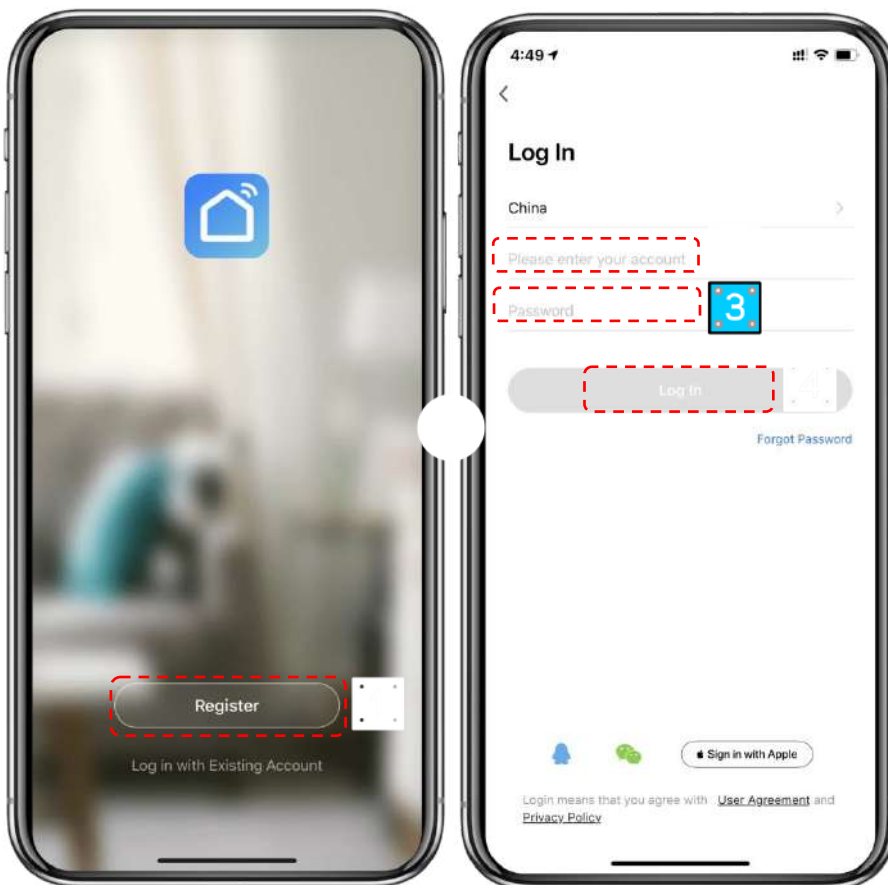 Register
Log in with Existing Account
4:49
Log In
China
Please enter your account
Password
3
Log In
Forgot Password
Sign in with Apple
Login means that you agree with User Agreement and
Privacy Policy